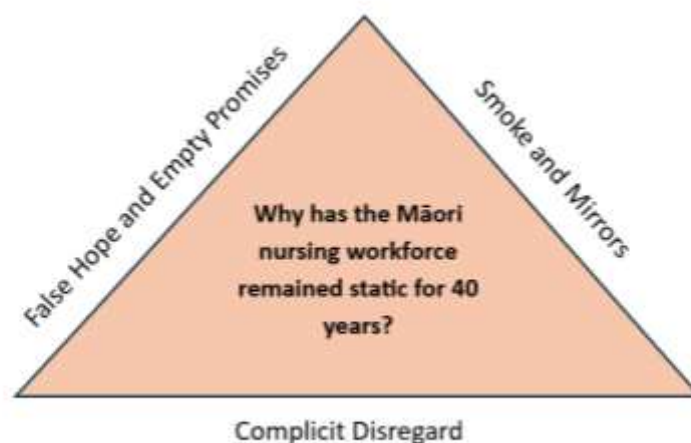 False Hope and Empty Promises
Smoke and Mirrors
Why has the Māori
nursing workforce
remained static for 40
years?
Complicit Disregard